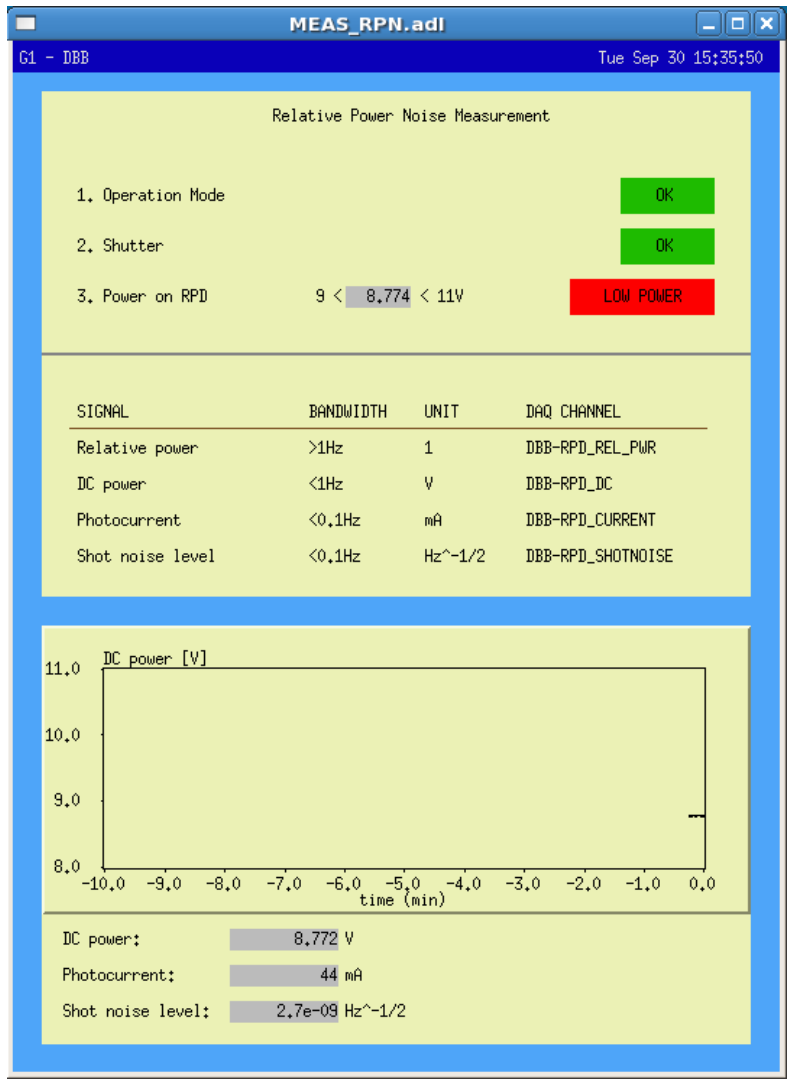 MEAS_RPN.adl
G1 - DBB Tue Sep 30 15:35:50
Relative Power Noise Measurement
1. Operation Mode OK
2. Shutter OK
3. Power on RPD 9 < 8.774 < 11V LOW POWER
SIGNAL BANDWIDTH UNIT DAQ CHANNEL
Relative power >1Hz 1 DBB-RPD_REL_PWR
DC power <1Hz V DBB-RPD_DC
Photocurrent <0.1Hz mA DBB-RPD_CURRENT
Shot noise level <0.1Hz Hz^-1/2 DBB-RPD_SHOTNOISE
DC power [V]
11.0
10.0
9.0
8.0
-10.0 -9.0 -8.0 -7.0 -6.0 -5.0 -4.0 -3.0 -2.0 -1.0 0.0
time (min)
DC power: 8.772 V
Photocurrent: 44 mA
Shot noise level: 2.7e-09 Hz^-1/2